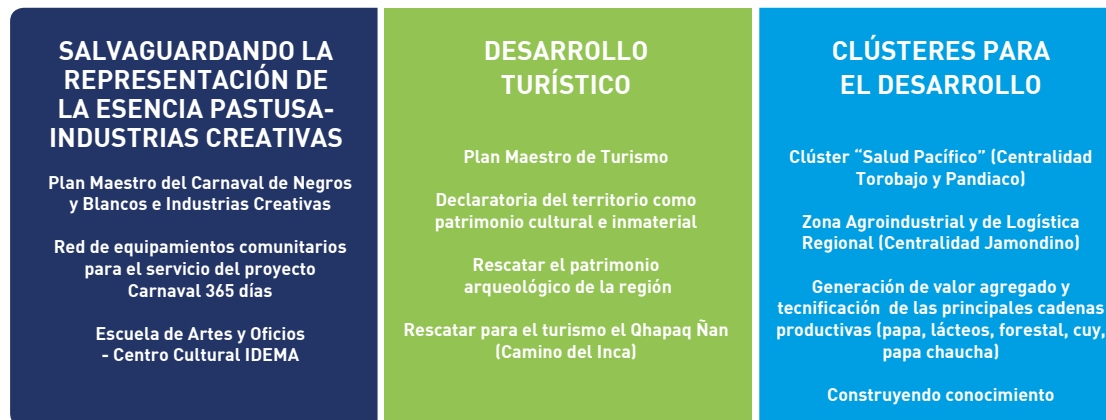 SALVAGUARDANDO LA
REPRESENTACIÓN DE
LA ESENCIA PASTUSA-
INDUSTRIAS CREATIVAS
Plan Maestro del Carnaval de Negros
y Blancos e Industrias Creativas
Red de equipamientos comunitarios
para el servicio del proyecto
Carnaval 365 días
Escuela de Artes y Oficios
- Centro Cultural IDEMA
DESARROLLO
TURÍSTICO
Plan Maestro de Turismo
Declaratoria del territorio como
patrimonio cultural e inmaterial
Rescatar el patrimonio
arqueológico de la región
Rescatar para el turismo el Qhapaq Ñan
(Camino del Inca)
CLÚSTERES PARA
EL DESARROLLO
Clúster “Salud Pacífico” (Centralidad
Torobajo y Pandiaco)
Zona Agroindustrial y de Logística
Regional (Centralidad Jamondino)
Generación de valor agregado y
tecnificación de las principales cadenas
productivas (papa, lácteos, forestal, cuy,
papa chaucha)
Construyendo conocimiento